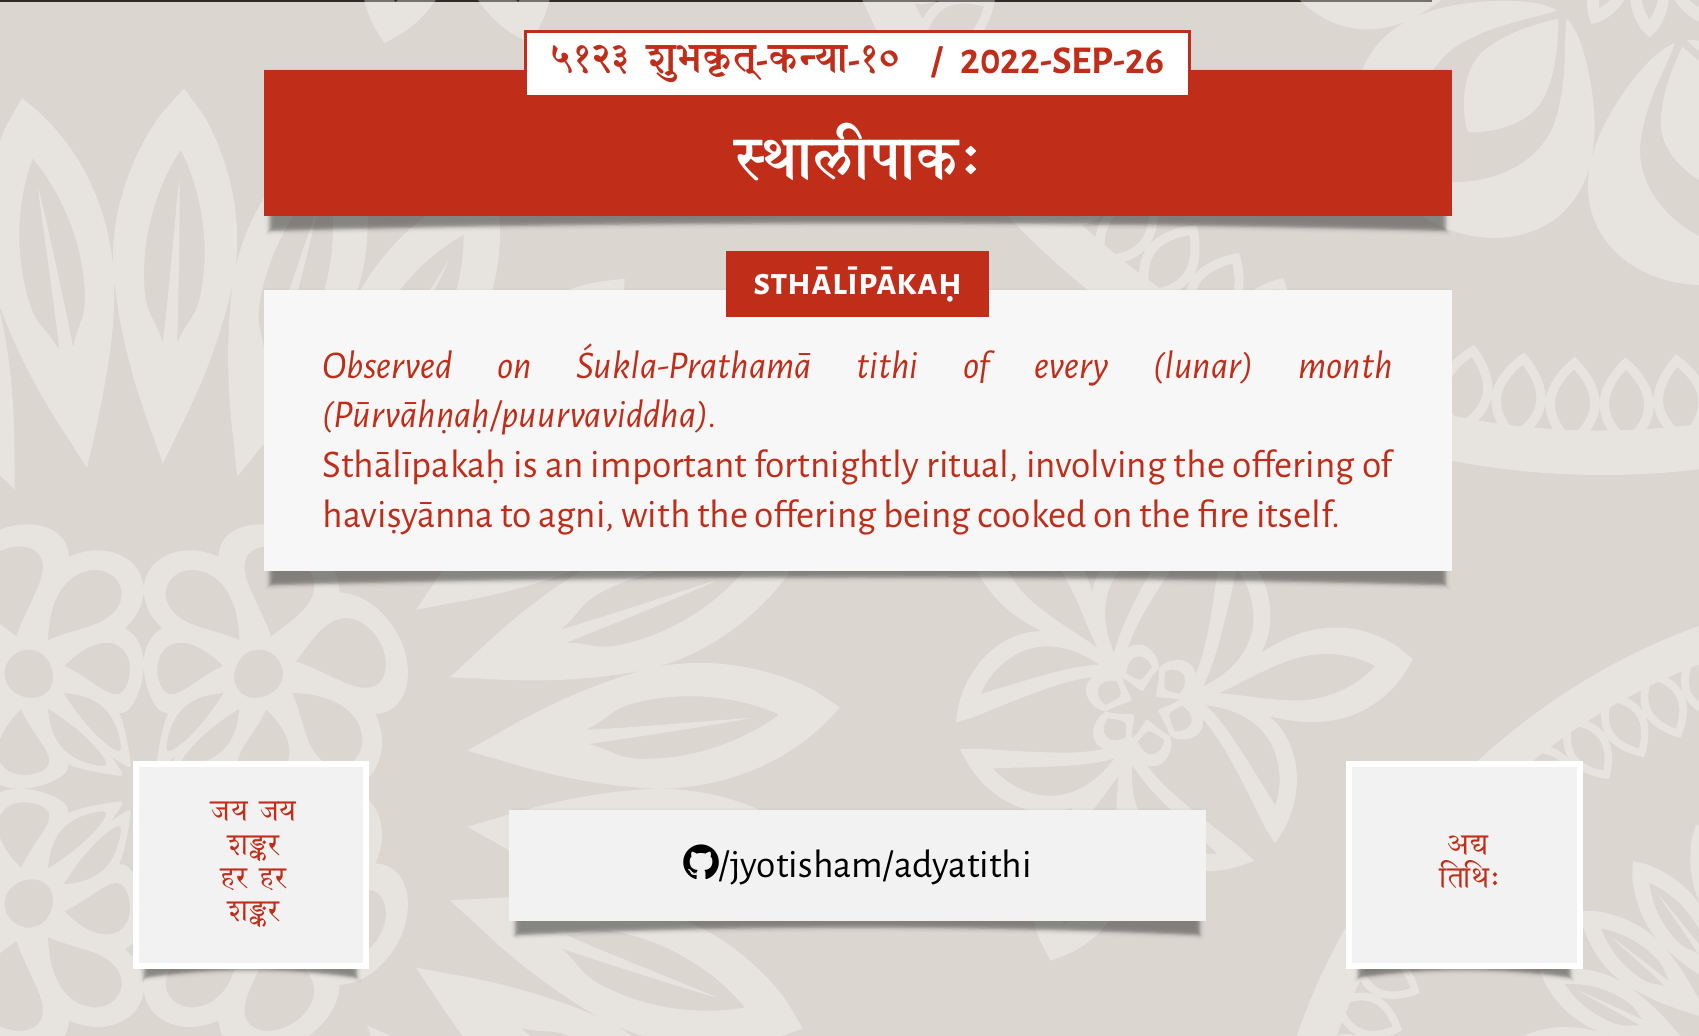 ५१२३ शुभकृत्-कन्या-१० / 2022-SEP-26
स्थालीपाकः
STHĀLĪPĀKAḤ
Observed on Śukla-Prathamā tithi of every (lunar) month
(Pūrvāhṇaḥ/puurvaviddha).
Sthālīpakaḥ is an important fortnightly ritual, involving the offering of
haviṣyānna to agni, with the offering being cooked on the fire itself.
जय जय
शङ्कर
हर हर
शङ्कर
/jyotisham/adyatithi
अद्य
तिथिः